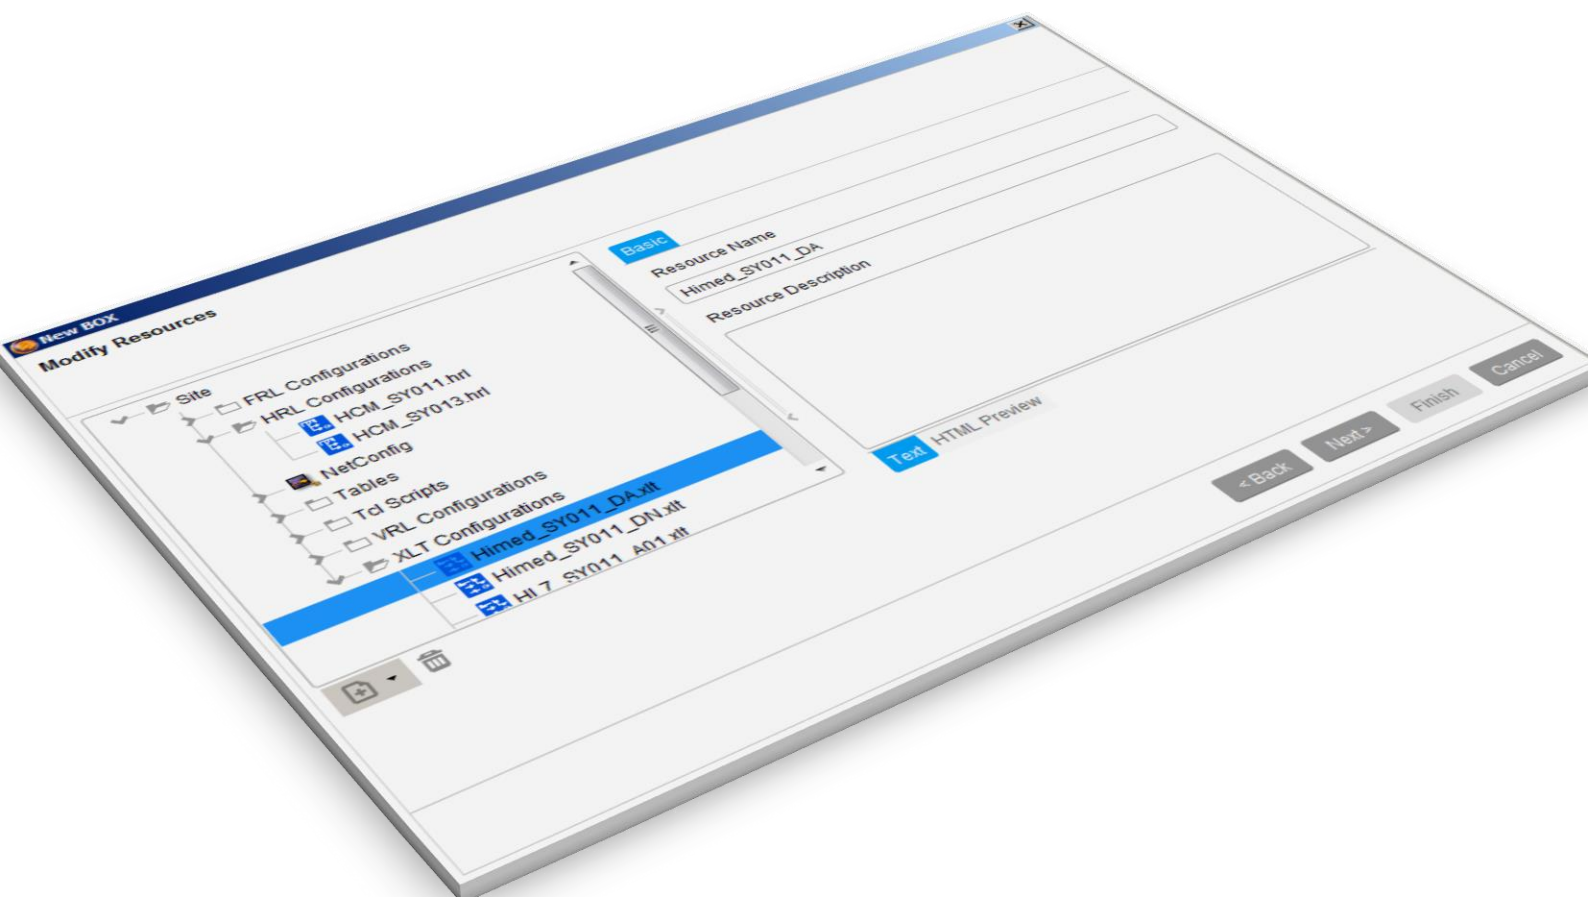 New BOX
Modify Resources
Site
FRL Configurations
HRL Configurations
HCM_SY011.hrl
HCM_SY013.hrl
NetConfig
Tables
Tcl Scripts
VRL Configurations
XLT Configurations
Himed_SY011_DA.xlt
Himed_SY011_DN.xlt
HL7_SY011_A01.xlt
Basic
Resource Name
Himed_SY011_DA
Resource Description
Text HTML Preview
< Back Next > Finish Cancel